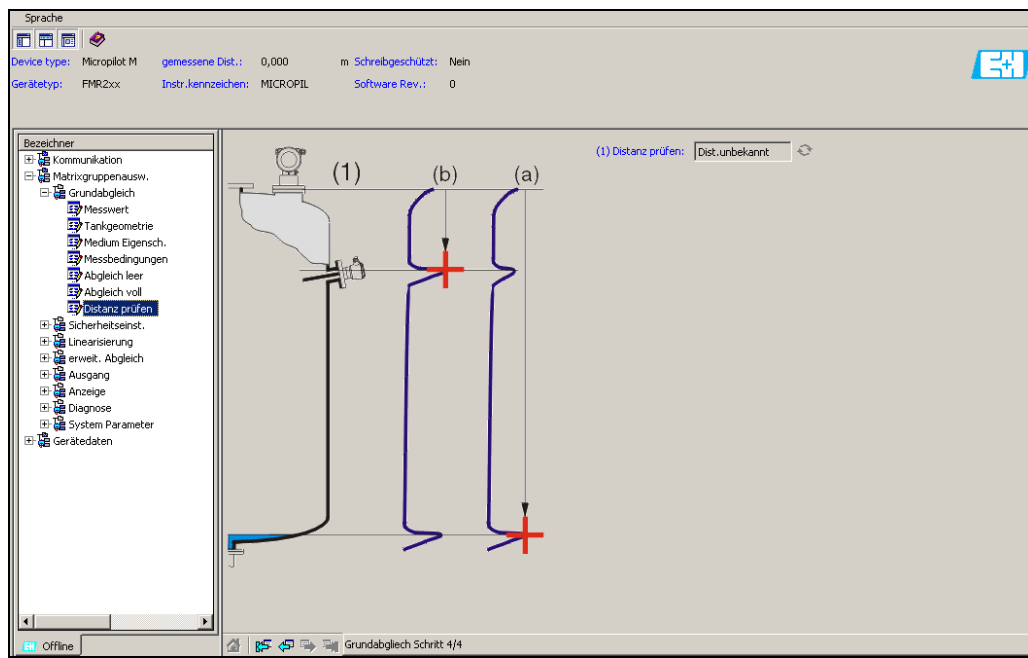 Sprache
Device type: Micropilot M gemessene Dist.: 0,000 m Schreibgeschützt: Nein
Gerätetyp: FMR2xx Instr.kennzeichen: MICROPIL Software Rev.: 0
E+H
Bezeichner
Kommunikation
Matrixgruppenausw.
Grundabgleich
Messwert
Tankgeometrie
Medium Eigensch.
Messbedingungen
Abgleich leer
Abgleich voll
Distanz prüfen
Sicherheitseinst.
Linearisierung
erweit. Abgleich
Ausgang
Anzeige
Diagnose
System Parameter
Gerätedaten
(1) (b) (a)
(1) Distanz prüfen: Dist.unbekannt
Offline
Grundabgliech Schritt 4/4